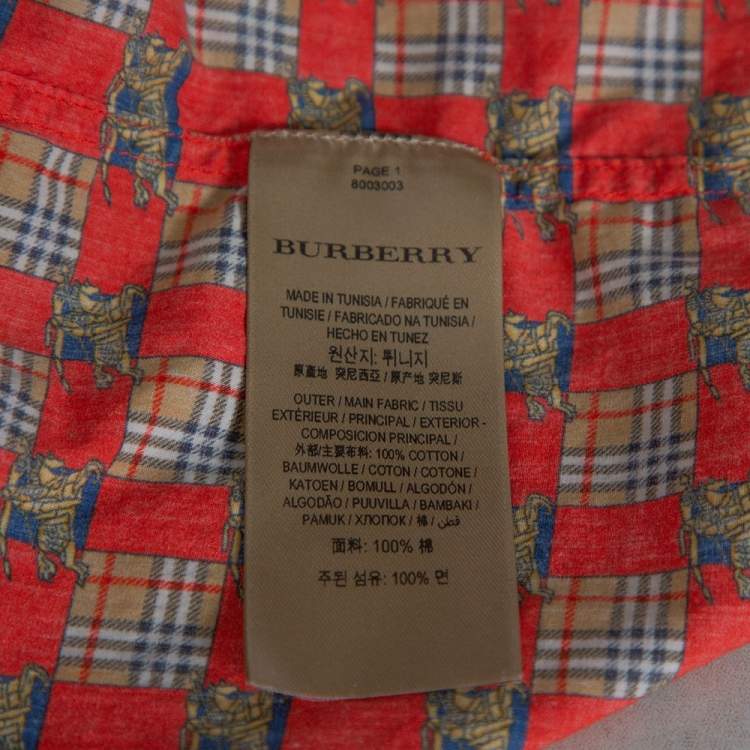 PAGE 1
8003003
BURBERRY
MADE IN TUNISIA / FABRIQUÉ EN
TUNISIE / FABRICADO NA TUNISIA /
HECHO EN TUNEZ
원산지: 튀니지
原產地 突尼西亞 / 原产地 突尼斯
OUTER / MAIN FABRIC / TISSU
EXTÉRIEUR / PRINCIPAL / EXTERIOR -
COMPOSICION PRINCIPAL /
外部/主要布料: 100% COTTON /
BAUMWOLLE / COTON / COTONE /
KATOEN / BOMULL / ALGODÓN /
ALGODÃO / PUUVILLA / BAMBAKI /
PAMUK / ХЛОПОК / 棉 / قطن /
面料: 100% 棉
주된 섬유: 100% 면